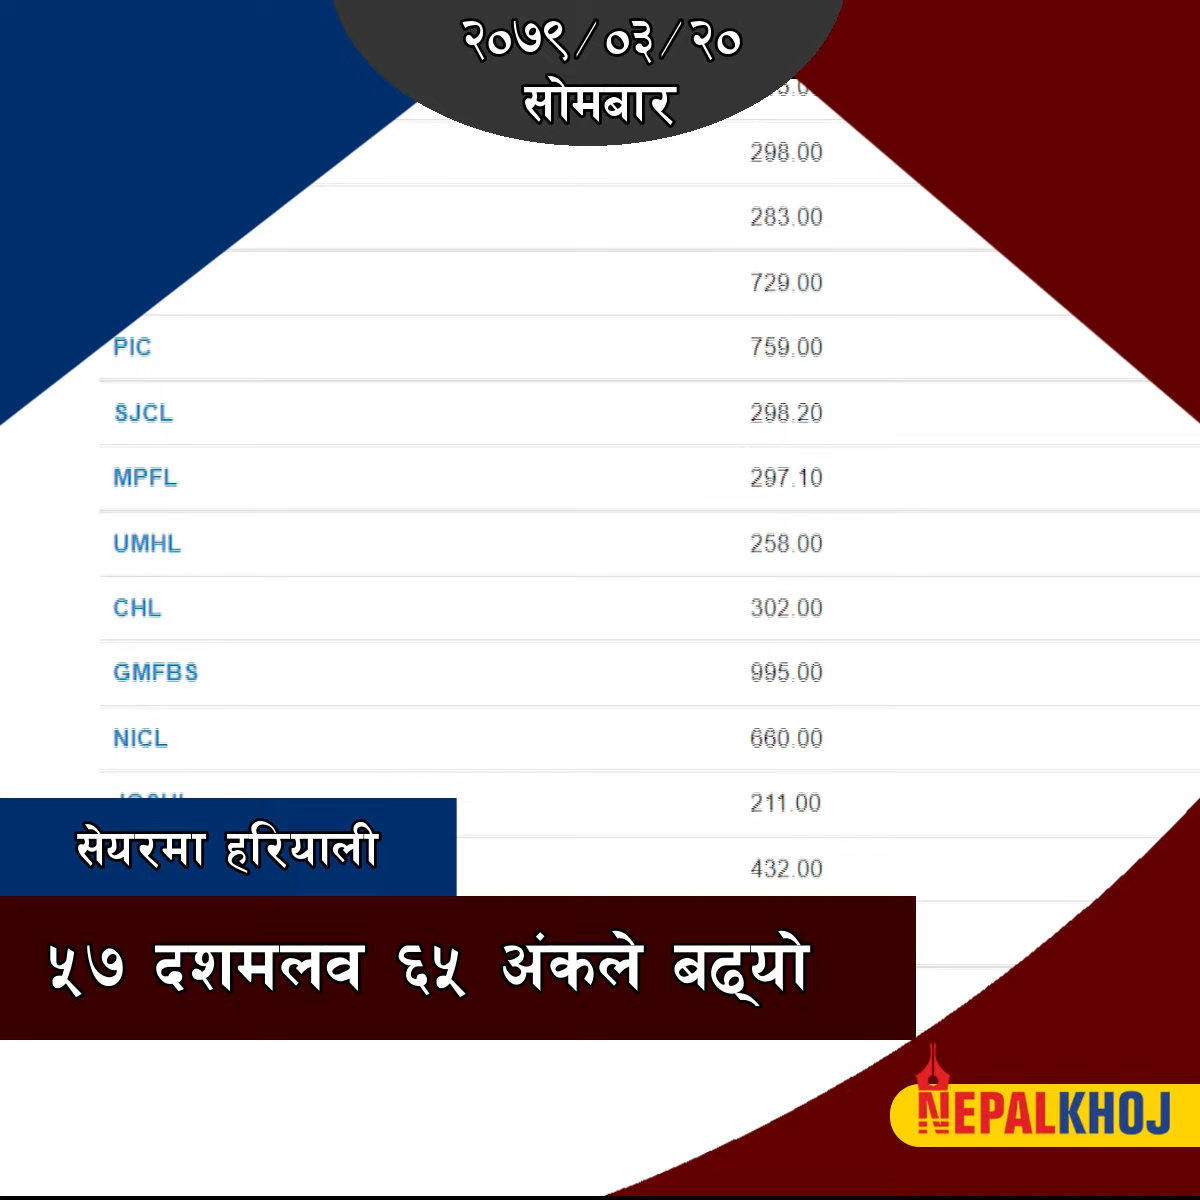 २०७९/०३/२०
सोमबार
298.00
283.00
729.00
PIC 759.00
SJCL 298.20
MPFL 297.10
UMHL 258.00
CHL 302.00
GMFBS 995.00
NICL 660.00
211.00
सेयरमा हरियाली
432.00
५७ दशमलव ६५ अंकले बढ्यो
NEPALKHOJ